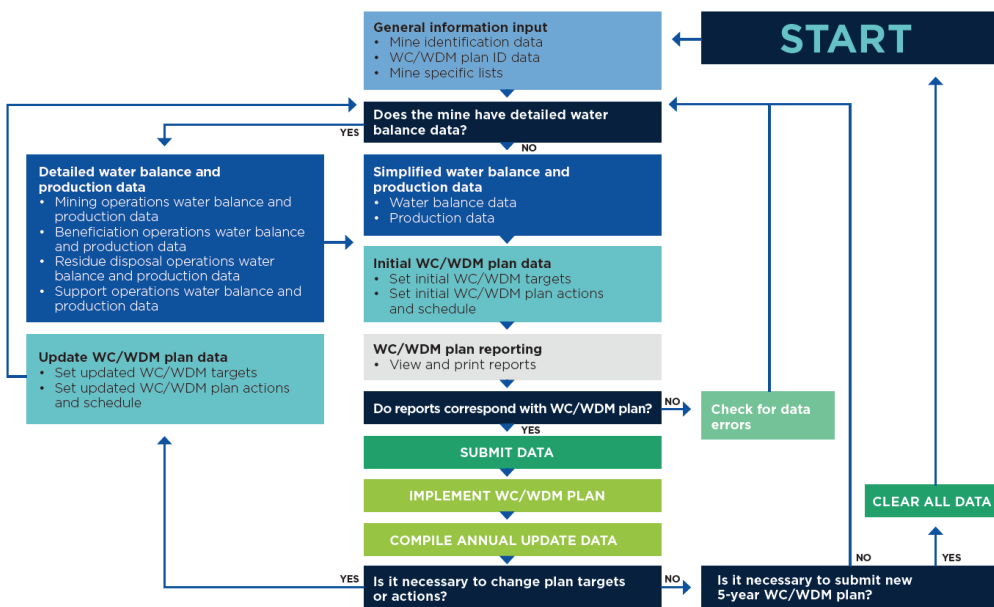 START
General information input
• Mine identification data
• WC/WDM plan ID data
• Mine specific lists
Does the mine have detailed water
balance data?
YES
NO
Detailed water balance and
production data
• Mining operations water balance and
production data
• Beneficiation operations water balance
and production data
• Residue disposal operations water
balance and production data
• Support operations water balance and
production data
Simplified water balance and
production data
• Water balance data
• Production data
Initial WC/WDM plan data
• Set initial WC/WDM targets
• Set initial WC/WDM plan actions
and schedule
Update WC/WDM plan data
• Set updated WC/WDM targets
• Set updated WC/WDM plan actions
and schedule
WC/WDM plan reporting
• View and print reports
Do reports correspond with WC/WDM plan?
NO
YES
Check for data
errors
SUBMIT DATA
IMPLEMENT WC/WDM PLAN
COMPILE ANNUAL UPDATE DATA
CLEAR ALL DATA
YES
Is it necessary to change plan targets
or actions?
NO
Is it necessary to submit new
5-year WC/WDM plan?
NO
YES